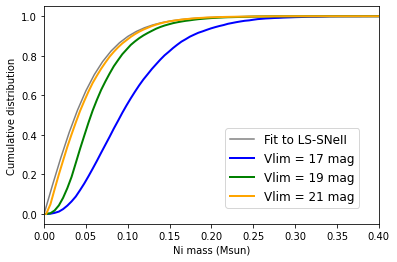 1.0
0.8
0.6
0.4
0.2
0.0
Cumulative distribution
Fit to LS-SNeII
Vlim = 17 mag
Vlim = 19 mag
Vlim = 21 mag
0.00 0.05 0.10 0.15 0.20 0.25 0.30 0.35 0.40
Ni mass (Msun)